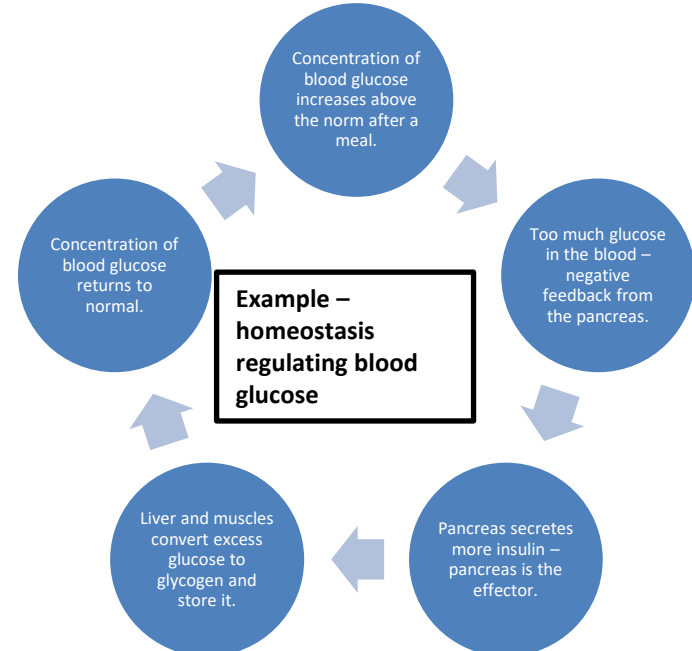 Concentration of
blood glucose
increases above
the norm after a
meal.
Too much glucose
in the blood –
negative
feedback from
the pancreas.
Pancreas secretes
more insulin –
pancreas is the
effector.
Liver and muscles
convert excess
glucose to
glycogen and
store it.
Concentration of
blood glucose
returns to
normal.
Example –
homeostasis
regulating blood
glucose